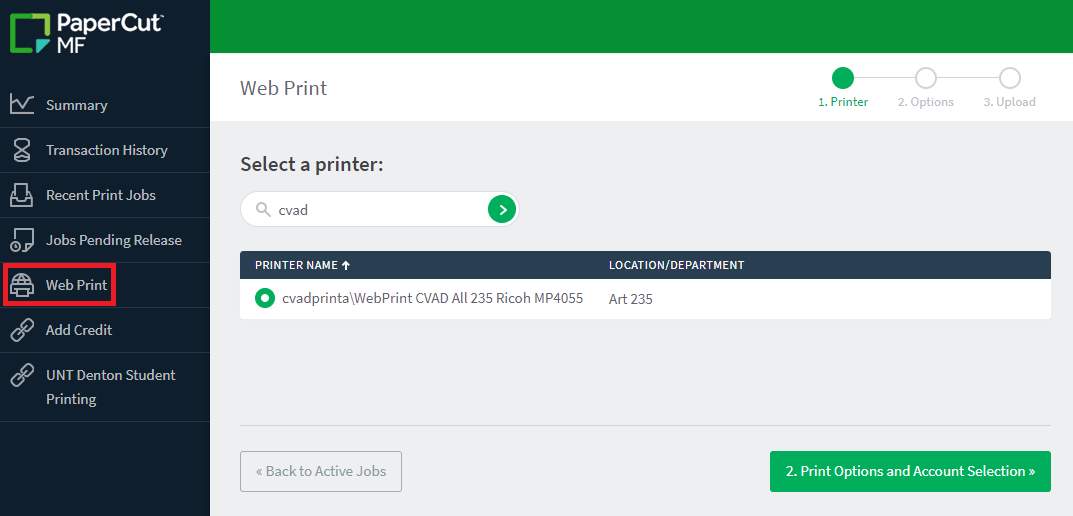 PaperCut™
MF
Summary
Transaction History
Recent Print Jobs
Jobs Pending Release
Web Print
Add Credit
UNT Denton Student
Printing
Web Print
1. Printer
2. Options
3. Upload
Select a printer:
cvad
PRINTER NAME
LOCATION/DEPARTMENT
cvadprinta\WebPrint CVAD All 235 Ricoh MP4055
Art 235
« Back to Active Jobs
2. Print Options and Account Selection »